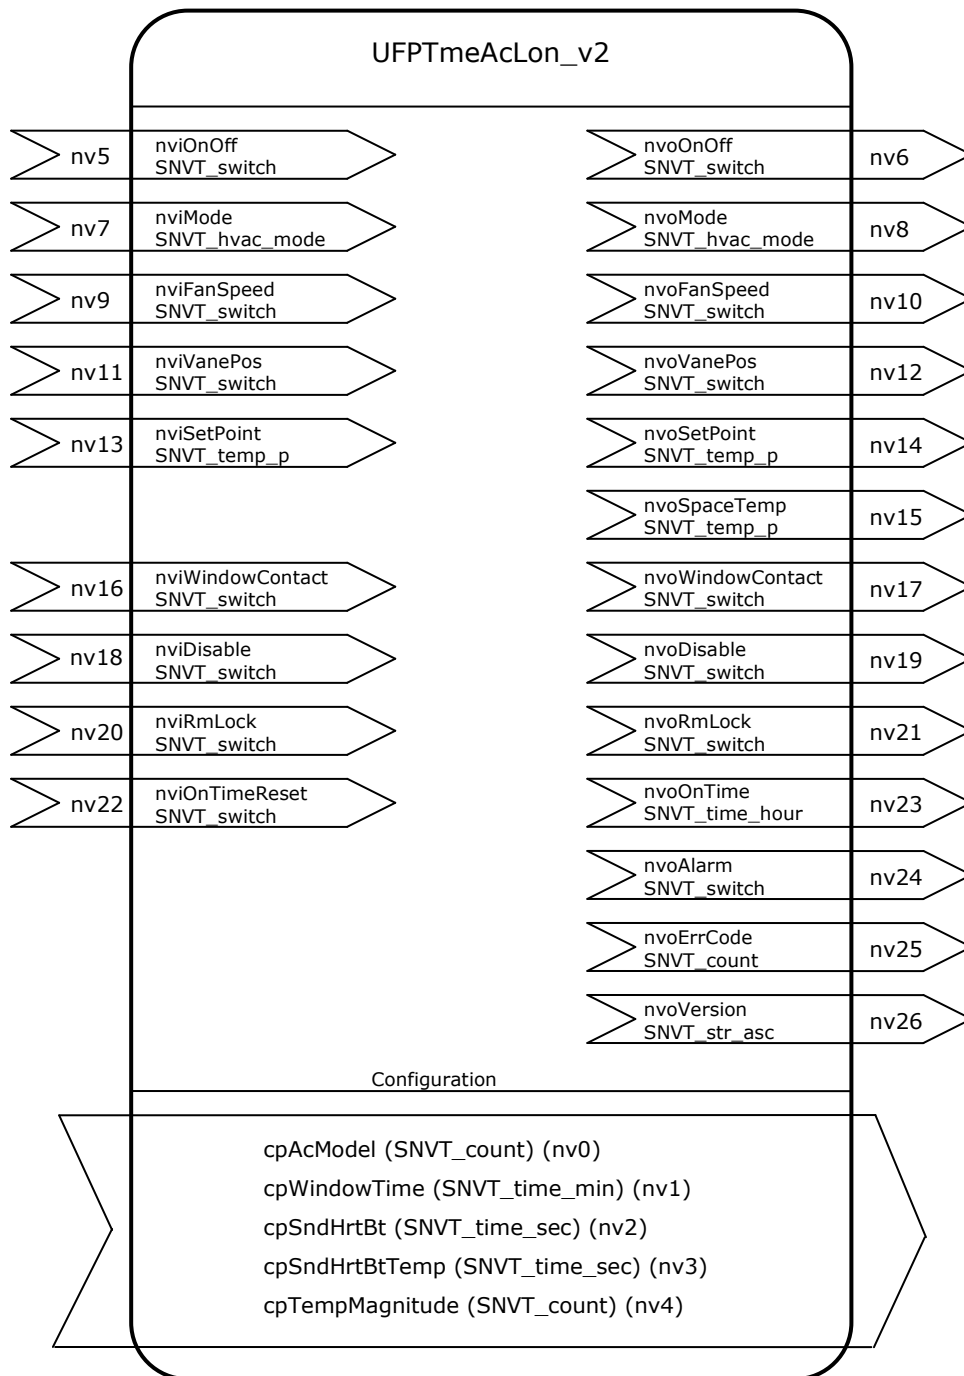 UFPTmeAcLon_v2
nv5
nviOnOff
SNVT_switch
nvoOnOff
SNVT_switch
nv6
nv7
nviMode
SNVT_hvac_mode
nvoMode
SNVT_hvac_mode
nv8
nv9
nviFanSpeed
SNVT_switch
nvoFanSpeed
SNVT_switch
nv10
nv11
nviVanePos
SNVT_switch
nvoVanePos
SNVT_switch
nv12
nv13
nviSetPoint
SNVT_temp_p
nvoSetPoint
SNVT_temp_p
nv14
nvoSpaceTemp
SNVT_temp_p
nv15
nv16
nviWindowContact
SNVT_switch
nvoWindowContact
SNVT_switch
nv17
nv18
nviDisable
SNVT_switch
nvoDisable
SNVT_switch
nv19
nv20
nviRmLock
SNVT_switch
nvoRmLock
SNVT_switch
nv21
nv22
nviOnTimeReset
SNVT_switch
nvoOnTime
SNVT_time_hour
nv23
nvoAlarm
SNVT_switch
nv24
nvoErrCode
SNVT_count
nv25
nvoVersion
SNVT_str_asc
nv26
Configuration
cpAcModel (SNVT_count) (nv0)
cpWindowTime (SNVT_time_min) (nv1)
cpSndHrtBt (SNVT_time_sec) (nv2)
cpSndHrtBtTemp (SNVT_time_sec) (nv3)
cpTempMagnitude (SNVT_count) (nv4)